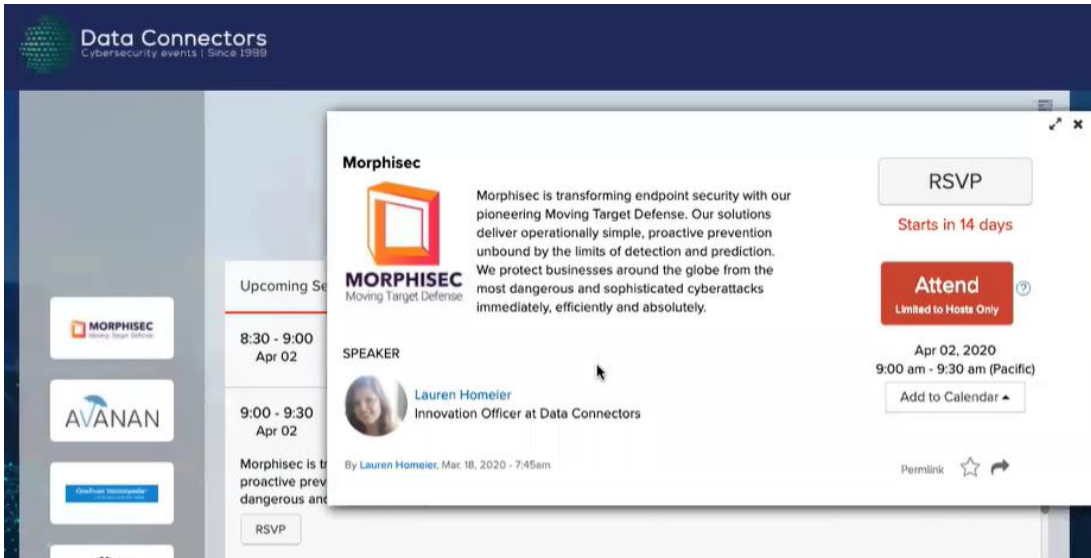 Data Connectors
Cybersecurity events | Since 1999
Morphisec
MORPHISEC
Moving Target Defense
Morphisec is transforming endpoint security with our
pioneering Moving Target Defense. Our solutions
deliver operationally simple, proactive prevention
unbound by the limits of detection and prediction.
We protect businesses around the globe from the
most dangerous and sophisticated cyberattacks
immediately, efficiently and absolutely.
SPEAKER
Lauren Homeier
Innovation Officer at Data Connectors
By Lauren Homeier, Mar. 18, 2020 - 7:45am
RSVP
Starts in 14 days
Attend
Limited to Hosts Only
?
Apr 02, 2020
9:00 am - 9:30 am (Pacific)
Add to Calendar
Permlink
MORPHISEC
Moving Target Defense
AVANAN
Upcoming Se
8:30 - 9:00
Apr 02
9:00 - 9:30
Apr 02
Morphisec is tr
proactive prev
dangerous and
RSVP